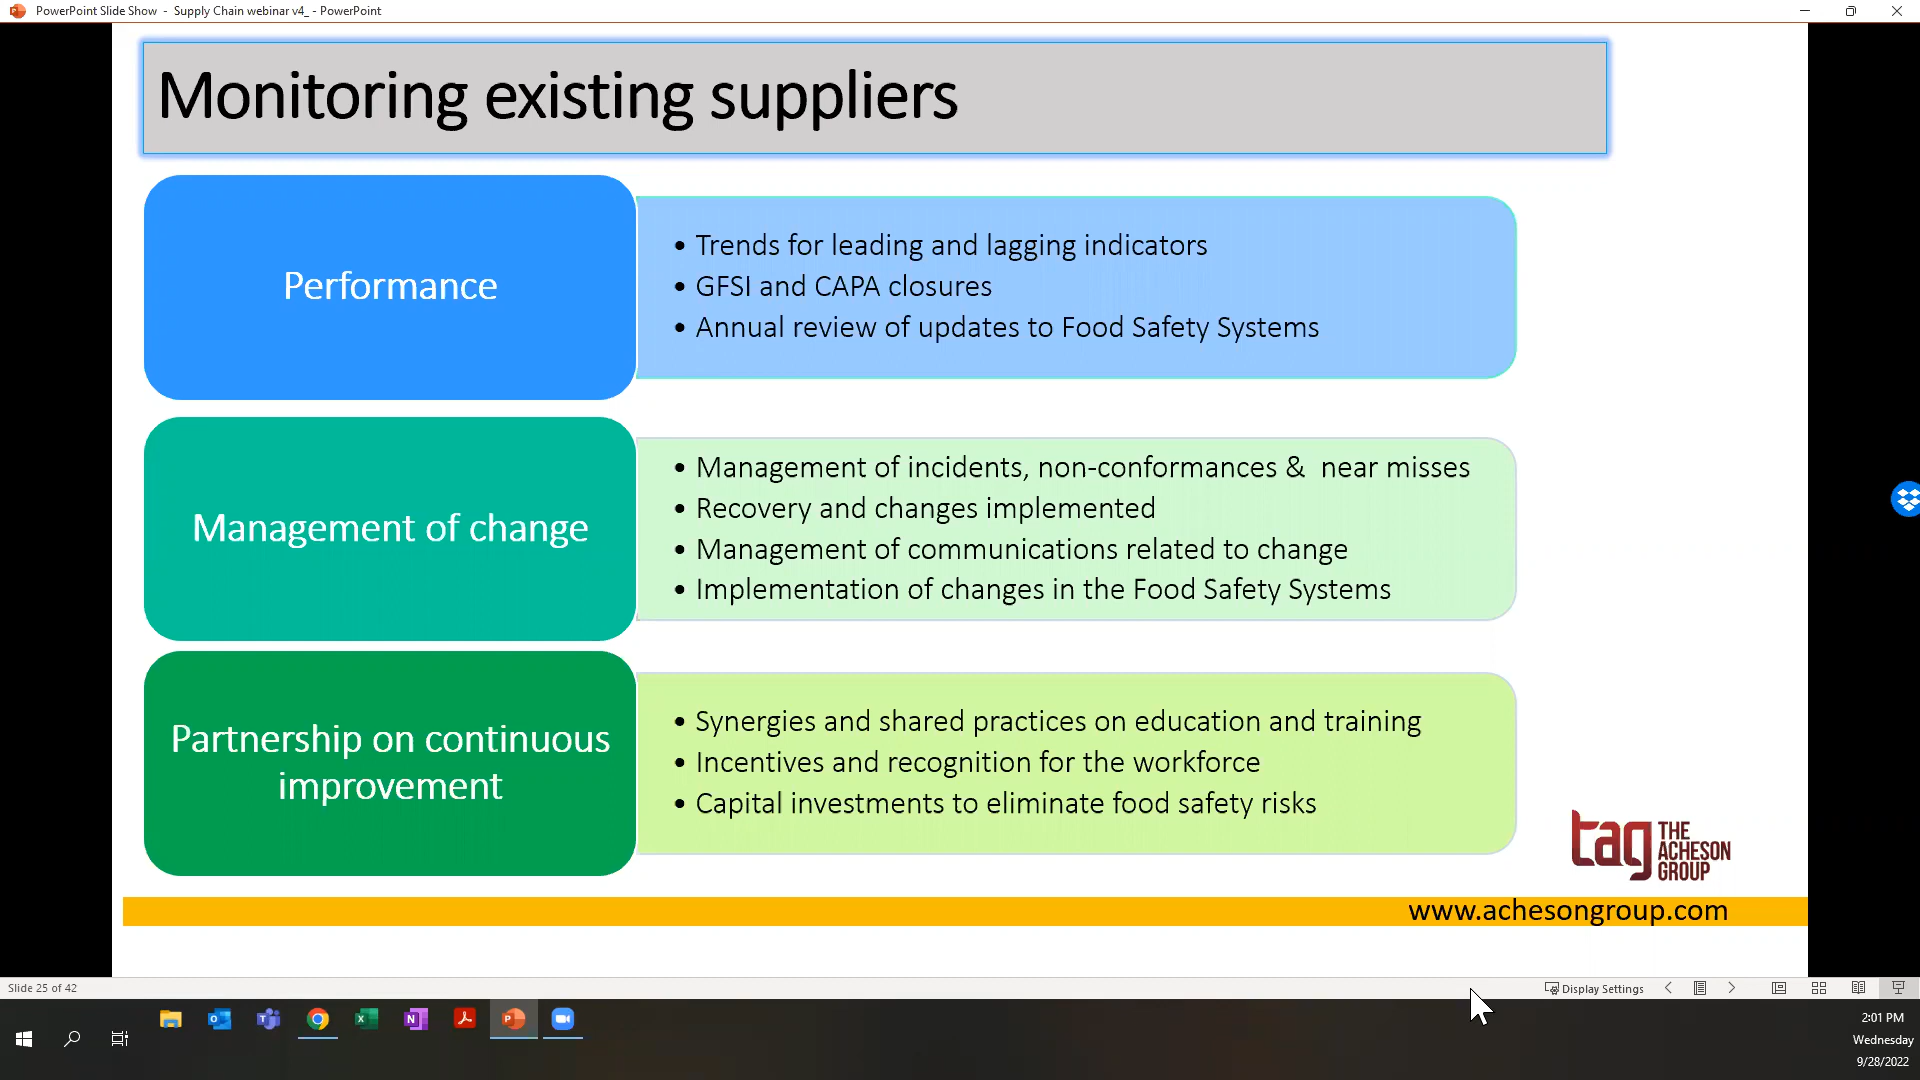 PowerPoint Slide Show - Supply Chain webinar v4_ - PowerPoint
Monitoring existing suppliers
Performance
• Trends for leading and lagging indicators
• GFSI and CAPA closures
• Annual review of updates to Food Safety Systems
Management of change
• Management of incidents, non-conformances &  near misses
• Recovery and changes implemented
• Management of communications related to change
• Implementation of changes in the Food Safety Systems
Partnership on continuous
improvement
• Synergies and shared practices on education and training
• Incentives and recognition for the workforce
• Capital investments to eliminate food safety risks
tag THE
ACHESON
GROUP
www.achesongroup.com
Slide 25 of 42
Display Settings
2:01 PM
Wednesday
9/28/2022